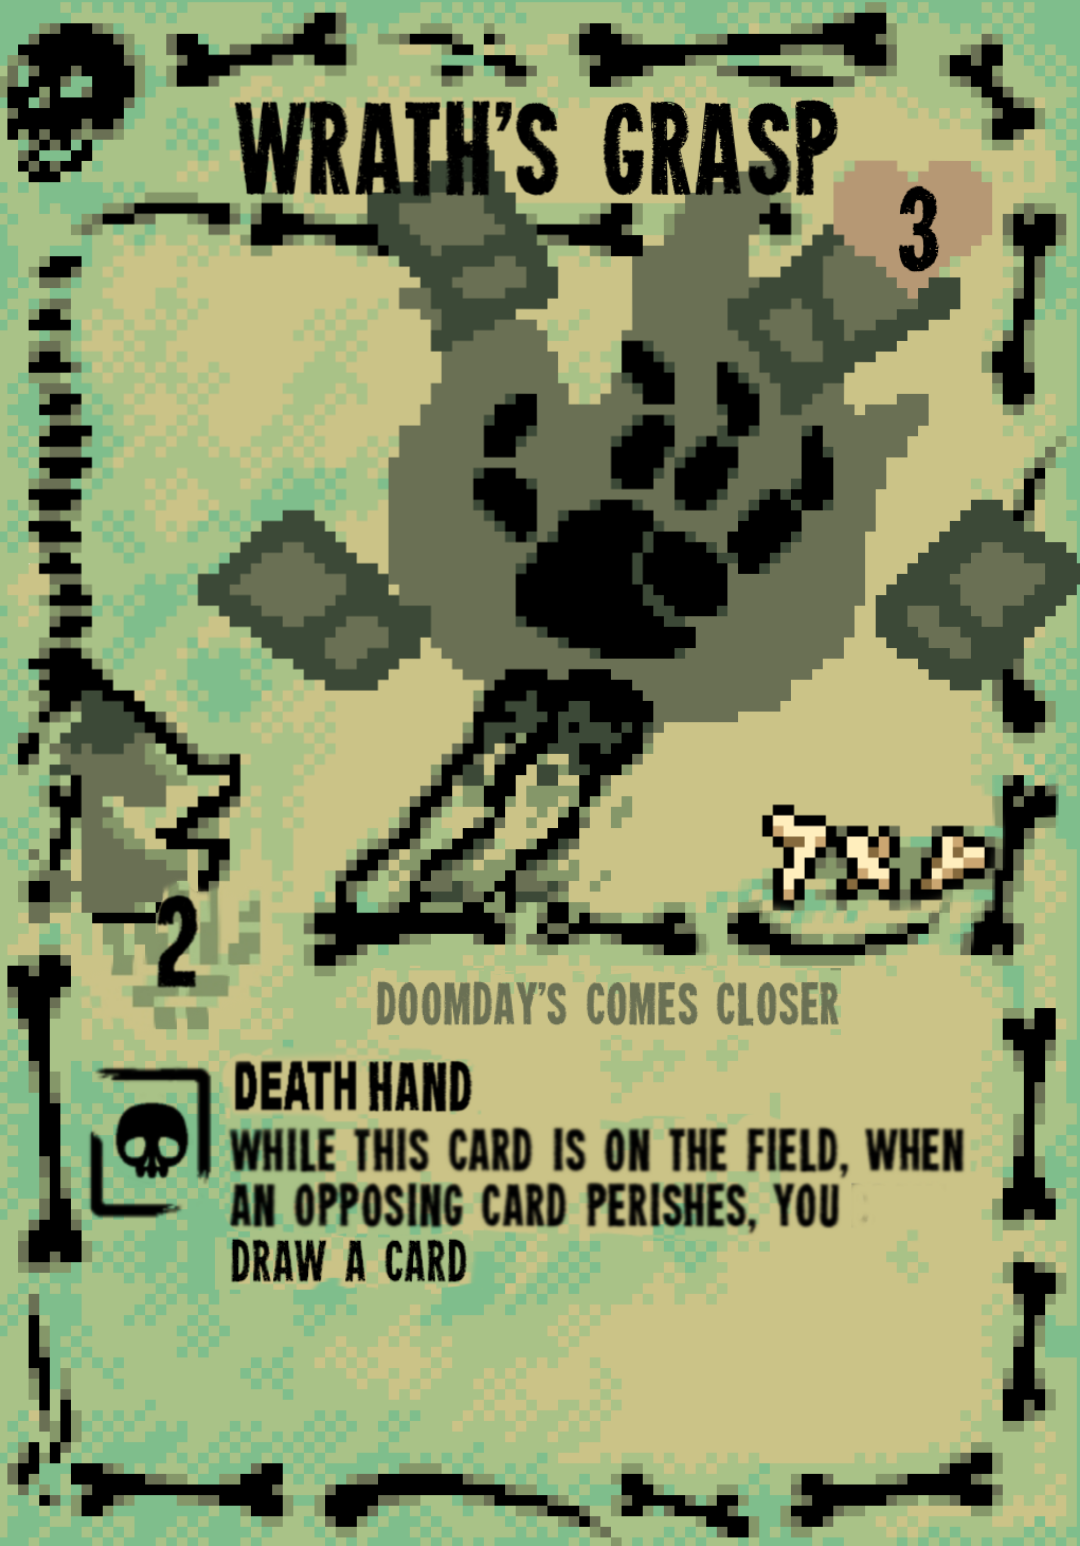 WRATH'S GRASP
3
2
DOOMDAY'S COMES CLOSER
DEATH HAND
WHILE THIS CARD IS ON THE FIELD, WHEN
AN OPPOSING CARD PERISHES, YOU
DRAW A CARD